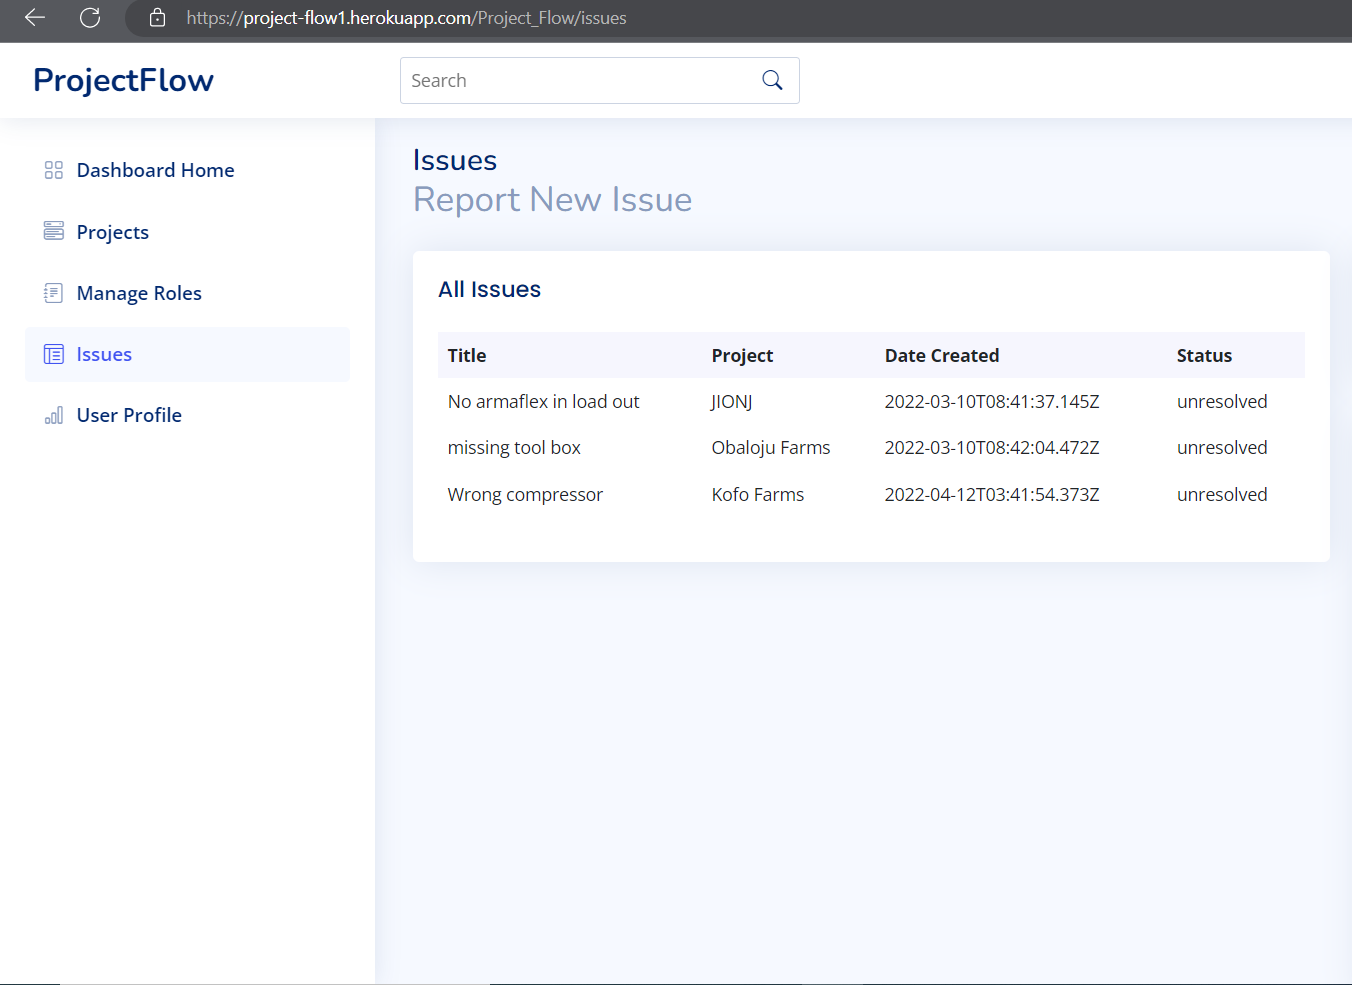 https://project-flow1.herokuapp.com/Project_Flow/issues
ProjectFlow
Search
Dashboard Home
Projects
Manage Roles
Issues
User Profile
Issues
Report New Issue
All Issues
Title Project Date Created Status
No armaflex in load out JIONJ 2022-03-10T08:41:37.145Z unresolved
missing tool box Obaloju Farms 2022-03-10T08:42:04.472Z unresolved
Wrong compressor Kofo Farms 2022-04-12T03:41:54.373Z unresolved